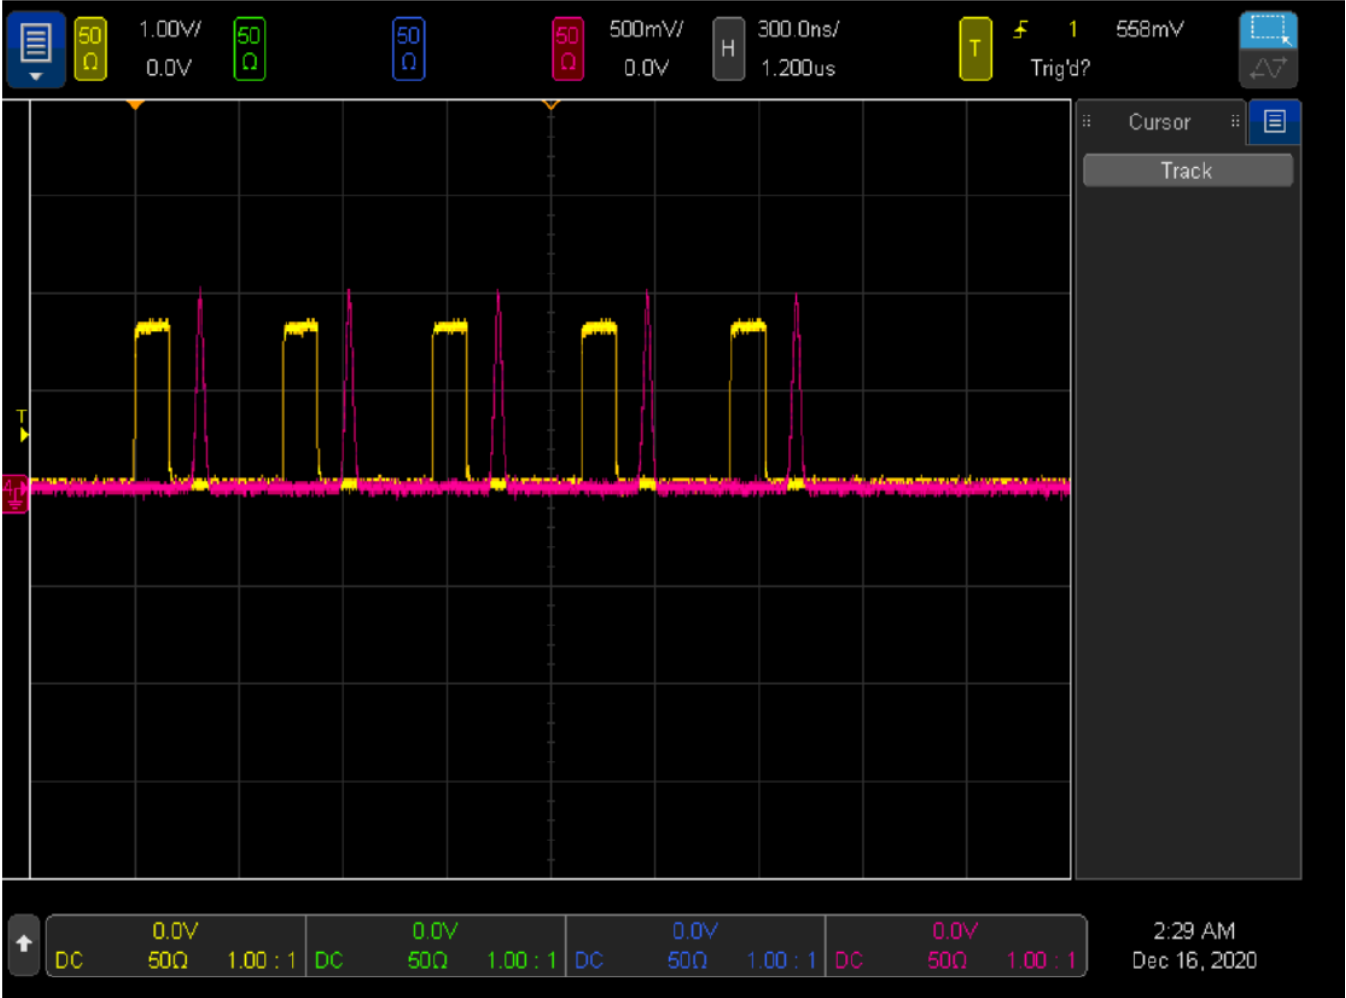 50 Ω 1.00V/ 0.0V
50 Ω
50 Ω
50 Ω 500mV/ 0.0V
H 300.0ns/ 1.200us
T 1 558mV
Trig'd?
Cursor
Track
T
4
0.0V 0.0V 0.0V 0.0V
DC 50Ω 1.00 : 1 DC 50Ω 1.00 : 1 DC 50Ω 1.00 : 1 DC 50Ω 1.00 : 1
2:29 AM
Dec 16, 2020